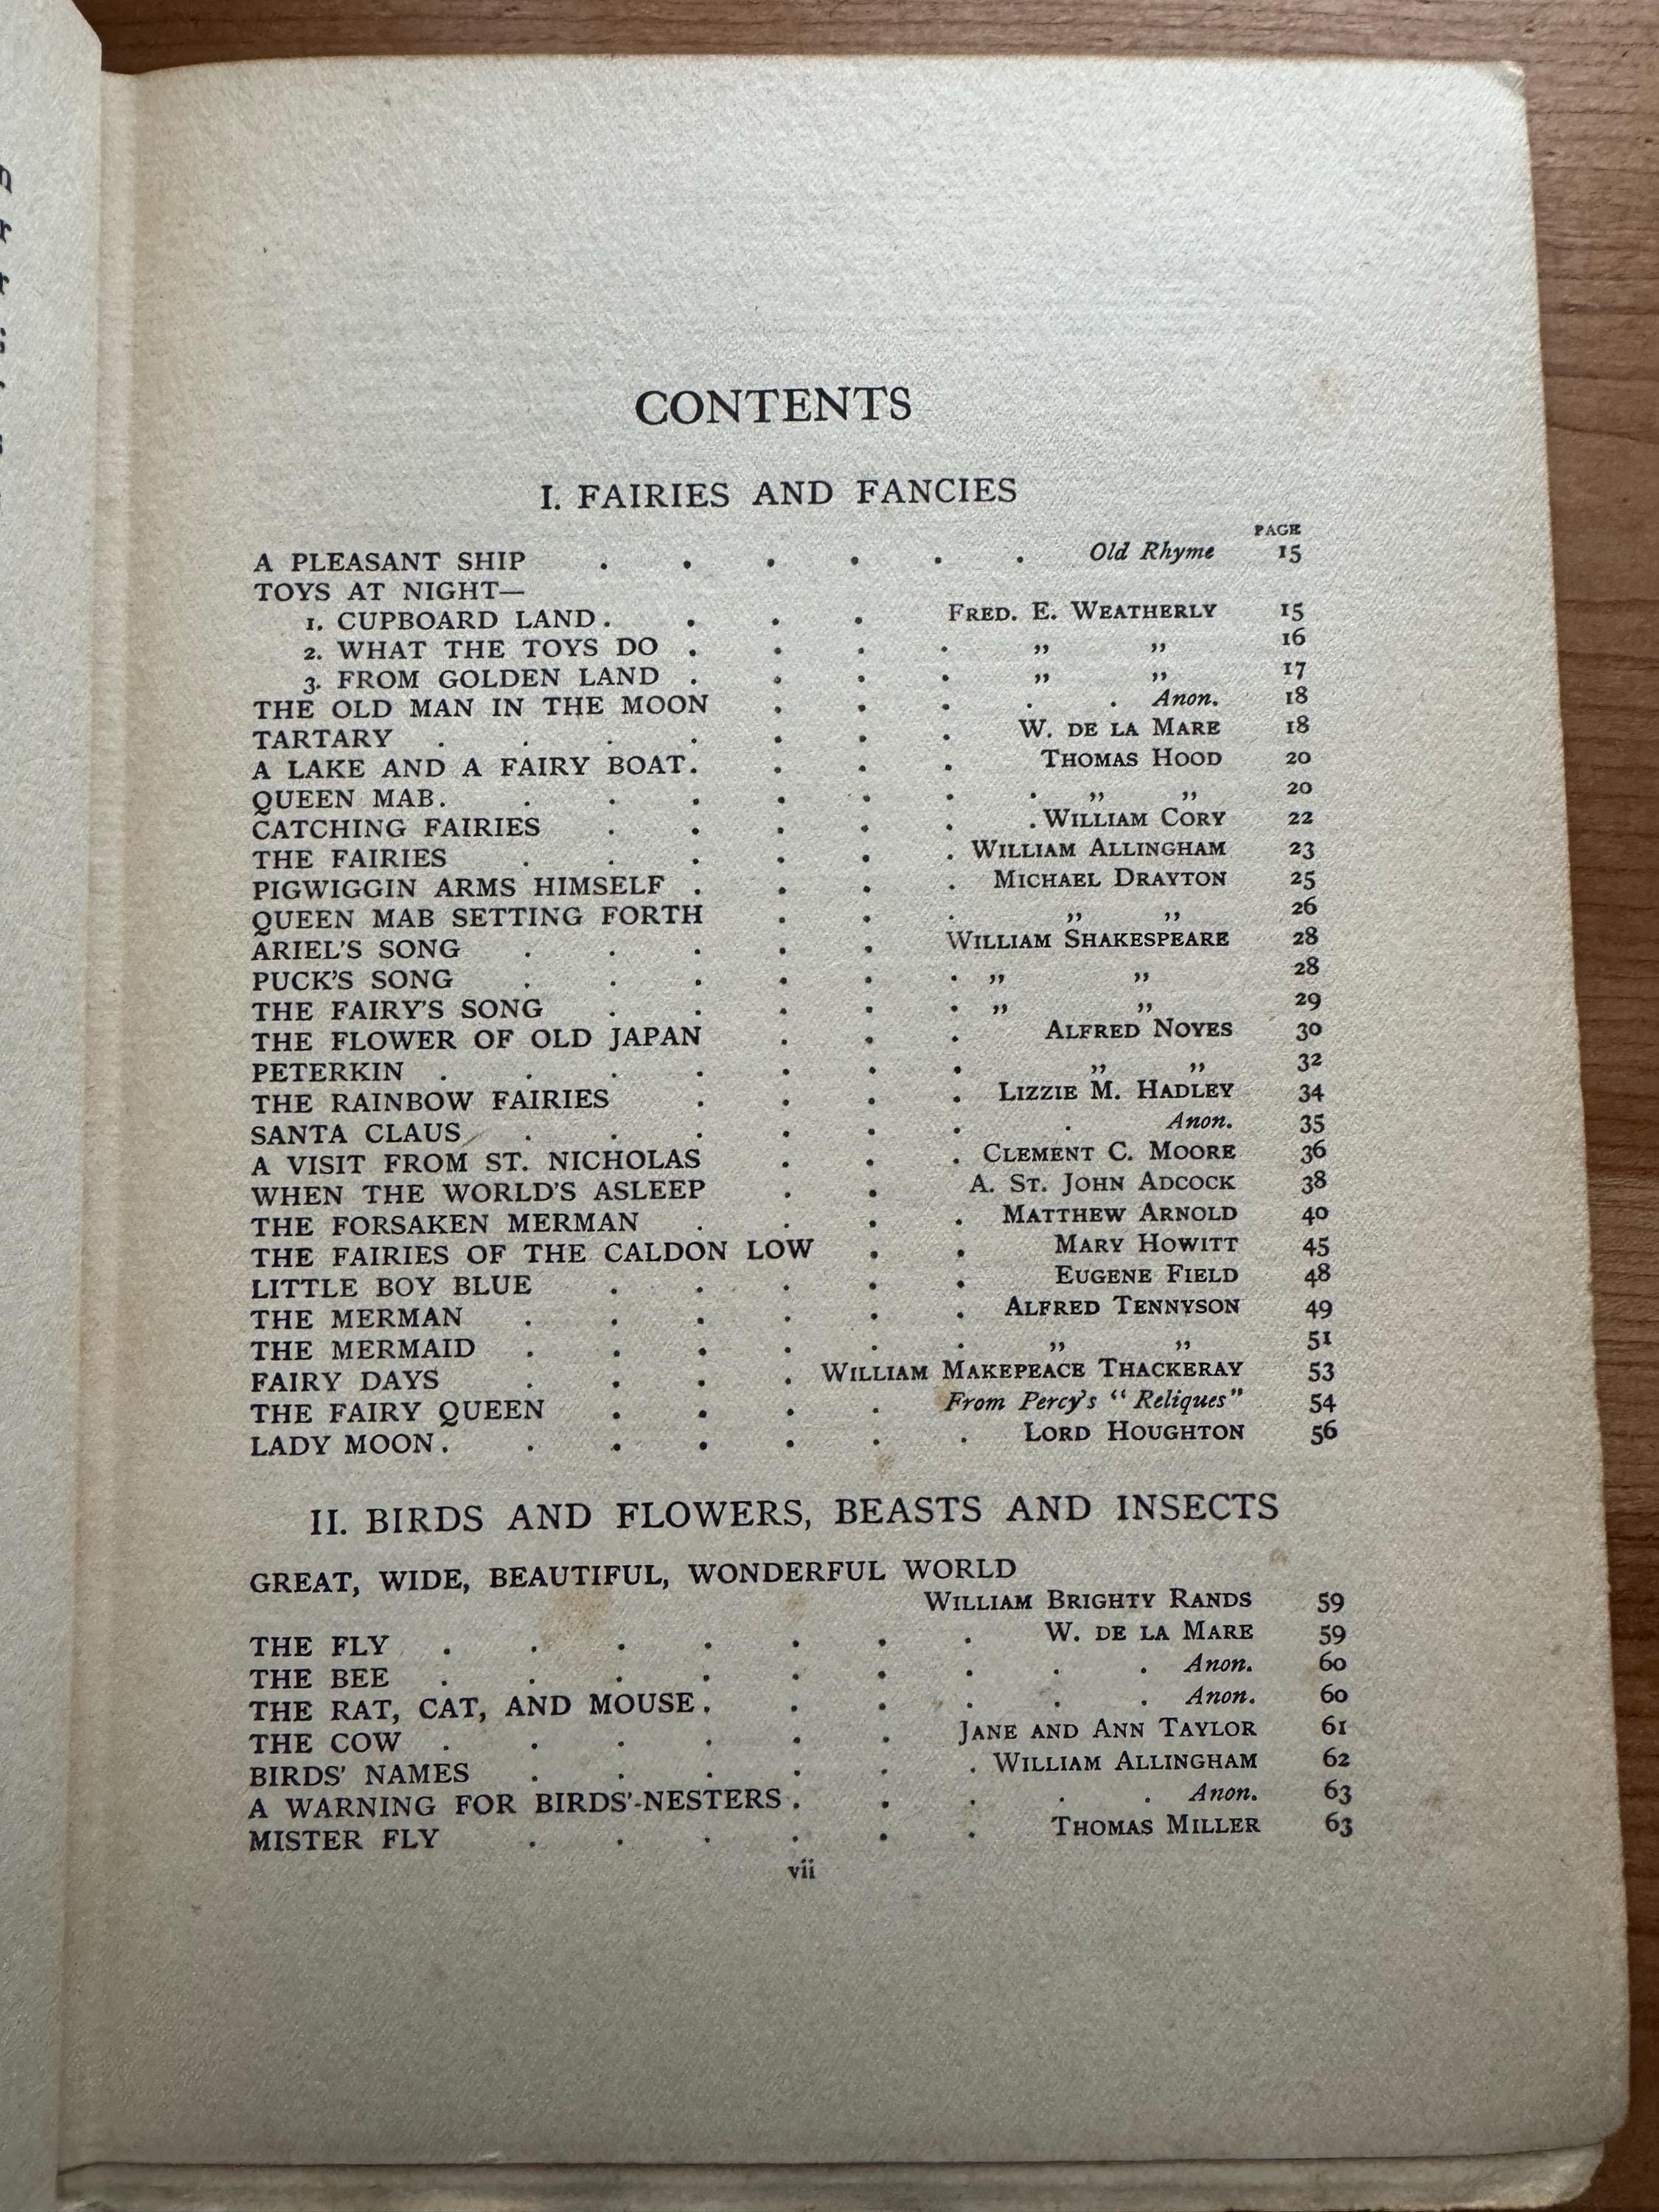 CONTENTS
I. FAIRIES AND FANCIES
PAGE
A PLEASANT SHIP . . . . . . Old Rhyme 15
TOYS AT NIGHT—
1. CUPBOARD LAND . . . . FRED. E. WEATHERLY 15
2. WHAT THE TOYS DO . . . . . ,, ,, 16
3. FROM GOLDEN LAND . . . . ,, ,, 17
THE OLD MAN IN THE MOON . . . . . Anon. 18
TARTARY . . . . . . . W. DE LA MARE 18
A LAKE AND A FAIRY BOAT . . . . THOMAS HOOD 20
QUEEN MAB . . . . . . . . ,, ,, 20
CATCHING FAIRIES . . . . . . WILLIAM CORY 22
THE FAIRIES . . . . . . WILLIAM ALLINGHAM 23
PIGWIGGIN ARMS HIMSELF . . . . MICHAEL DRAYTON 25
QUEEN MAB SETTING FORTH . . . ,, ,, 26
ARIEL'S SONG . . . . . WILLIAM SHAKESPEARE 28
PUCK'S SONG . . . . . . ,, ,, 28
THE FAIRY'S SONG . . . . . ,, ,, 29
THE FLOWER OF OLD JAPAN . . . ALFRED NOYES 30
PETERKIN . . . . . . . ,, ,, 32
THE RAINBOW FAIRIES . . . . LIZZIE M. HADLEY 34
SANTA CLAUS . . . . . . . Anon. 35
A VISIT FROM ST. NICHOLAS . . . CLEMENT C. MOORE 36
WHEN THE WORLD'S ASLEEP . . A. ST. JOHN ADCOCK 38
THE FORSAKEN MERMAN . . . . MATTHEW ARNOLD 40
THE FAIRIES OF THE CALDON LOW . . MARY HOWITT 45
LITTLE BOY BLUE . . . . . EUGENE FIELD 48
THE MERMAN . . . . . . ALFRED TENNYSON 49
THE MERMAID . . . . . . ,, ,, 51
FAIRY DAYS . . . . WILLIAM MAKEPEACE THACKERAY 53
THE FAIRY QUEEN . . . . From Percy's "Reliques" 54
LADY MOON . . . . . . . LORD HOUGHTON 56
II. BIRDS AND FLOWERS, BEASTS AND INSECTS
GREAT, WIDE, BEAUTIFUL, WONDERFUL WORLD
WILLIAM BRIGHTY RANDS 59
THE FLY . . . . . . . W. DE LA MARE 59
THE BEE . . . . . . . . . Anon. 60
THE RAT, CAT, AND MOUSE . . . . . . Anon. 60
THE COW . . . . . . JANE AND ANN TAYLOR 61
BIRDS' NAMES . . . . . . WILLIAM ALLINGHAM 62
A WARNING FOR BIRDS'-NESTERS . . . . . Anon. 63
MISTER FLY . . . . . . THOMAS MILLER 63
vii